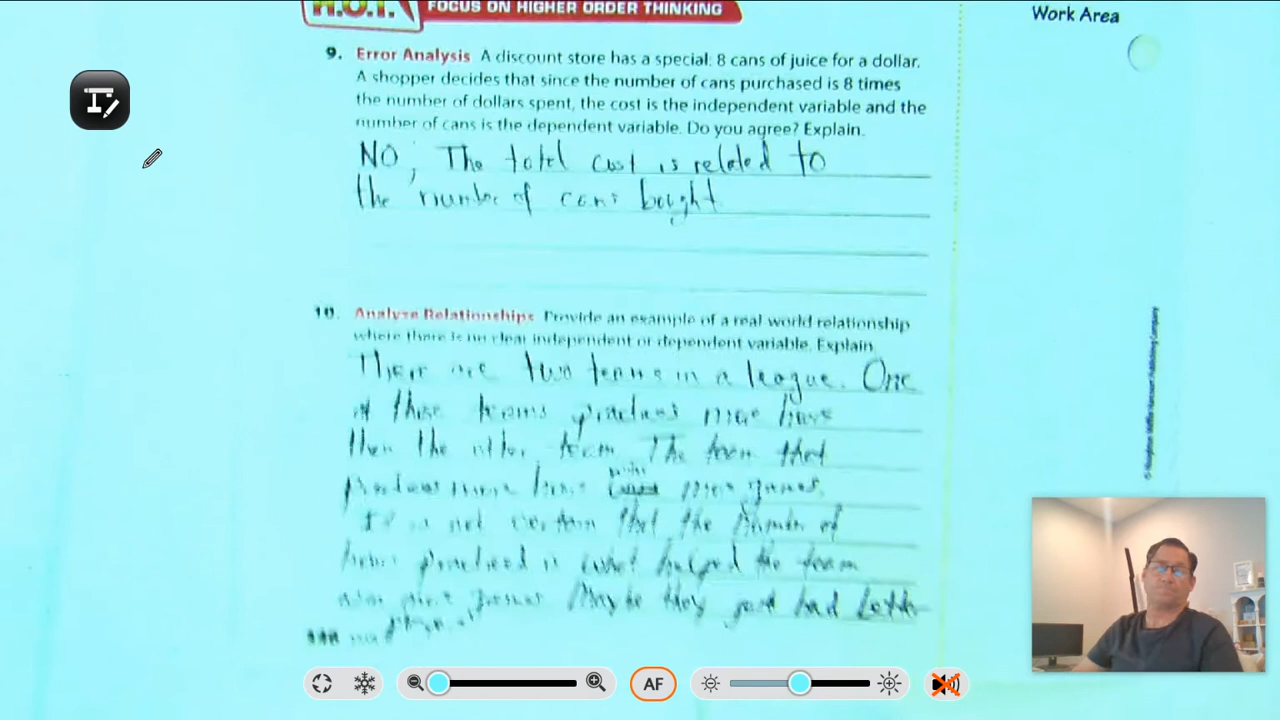 H.O.T. FOCUS ON HIGHER ORDER THINKING
Work Area
9. Error Analysis A discount store has a special: 8 cans of juice for a dollar.
A shopper decides that since the number of cans purchased is 8 times
the number of dollars spent, the cost is the independent variable and the
number of cans is the dependent variable. Do you agree? Explain.
NO, The total cost is related to
the number of cans bought
10. Analyze Relationships Provide an example of a real-world relationship
where there is no clear independent or dependent variable. Explain.
There are two teams in a league. One
of these teams practices more hours
then the other team. The team that
practices more hours more games.
It is not certain that the number of
hours practiced is what helped the team
more games Maybe they just had better
© Houghton Mifflin Harcourt Publishing Company
AF